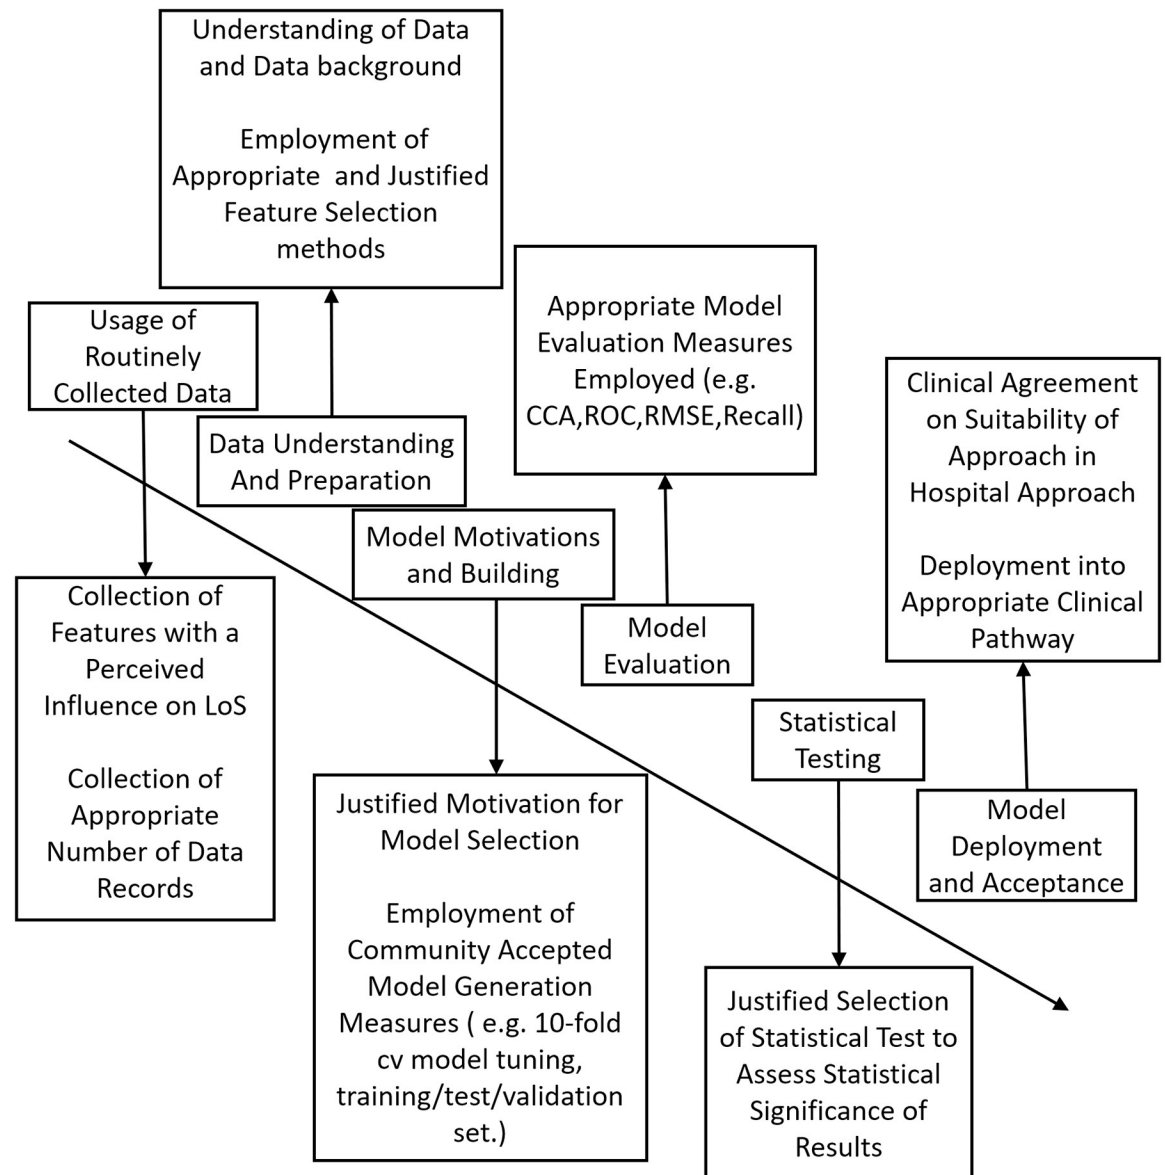 Understanding of Data
and Data background
Employment of
Appropriate  and Justified
Feature Selection
methods
Usage of
Routinely
Collected Data
Data Understanding
And Preparation
Appropriate Model
Evaluation Measures
Employed (e.g.
CCA,ROC,RMSE,Recall)
Clinical Agreement
on Suitability of
Approach in
Hospital Approach
Deployment into
Appropriate Clinical
Pathway
Model Motivations
and Building
Collection of
Features with a
Perceived
Influence on LoS
Collection of
Appropriate
Number of Data
Records
Model
Evaluation
Statistical
Testing
Model
Deployment
and Acceptance
Justified Motivation for
Model Selection
Employment of
Community Accepted
Model Generation
Measures ( e.g. 10-fold
cv model tuning,
training/test/validation
set.)
Justified Selection
of Statistical Test to
Assess Statistical
Significance of
Results